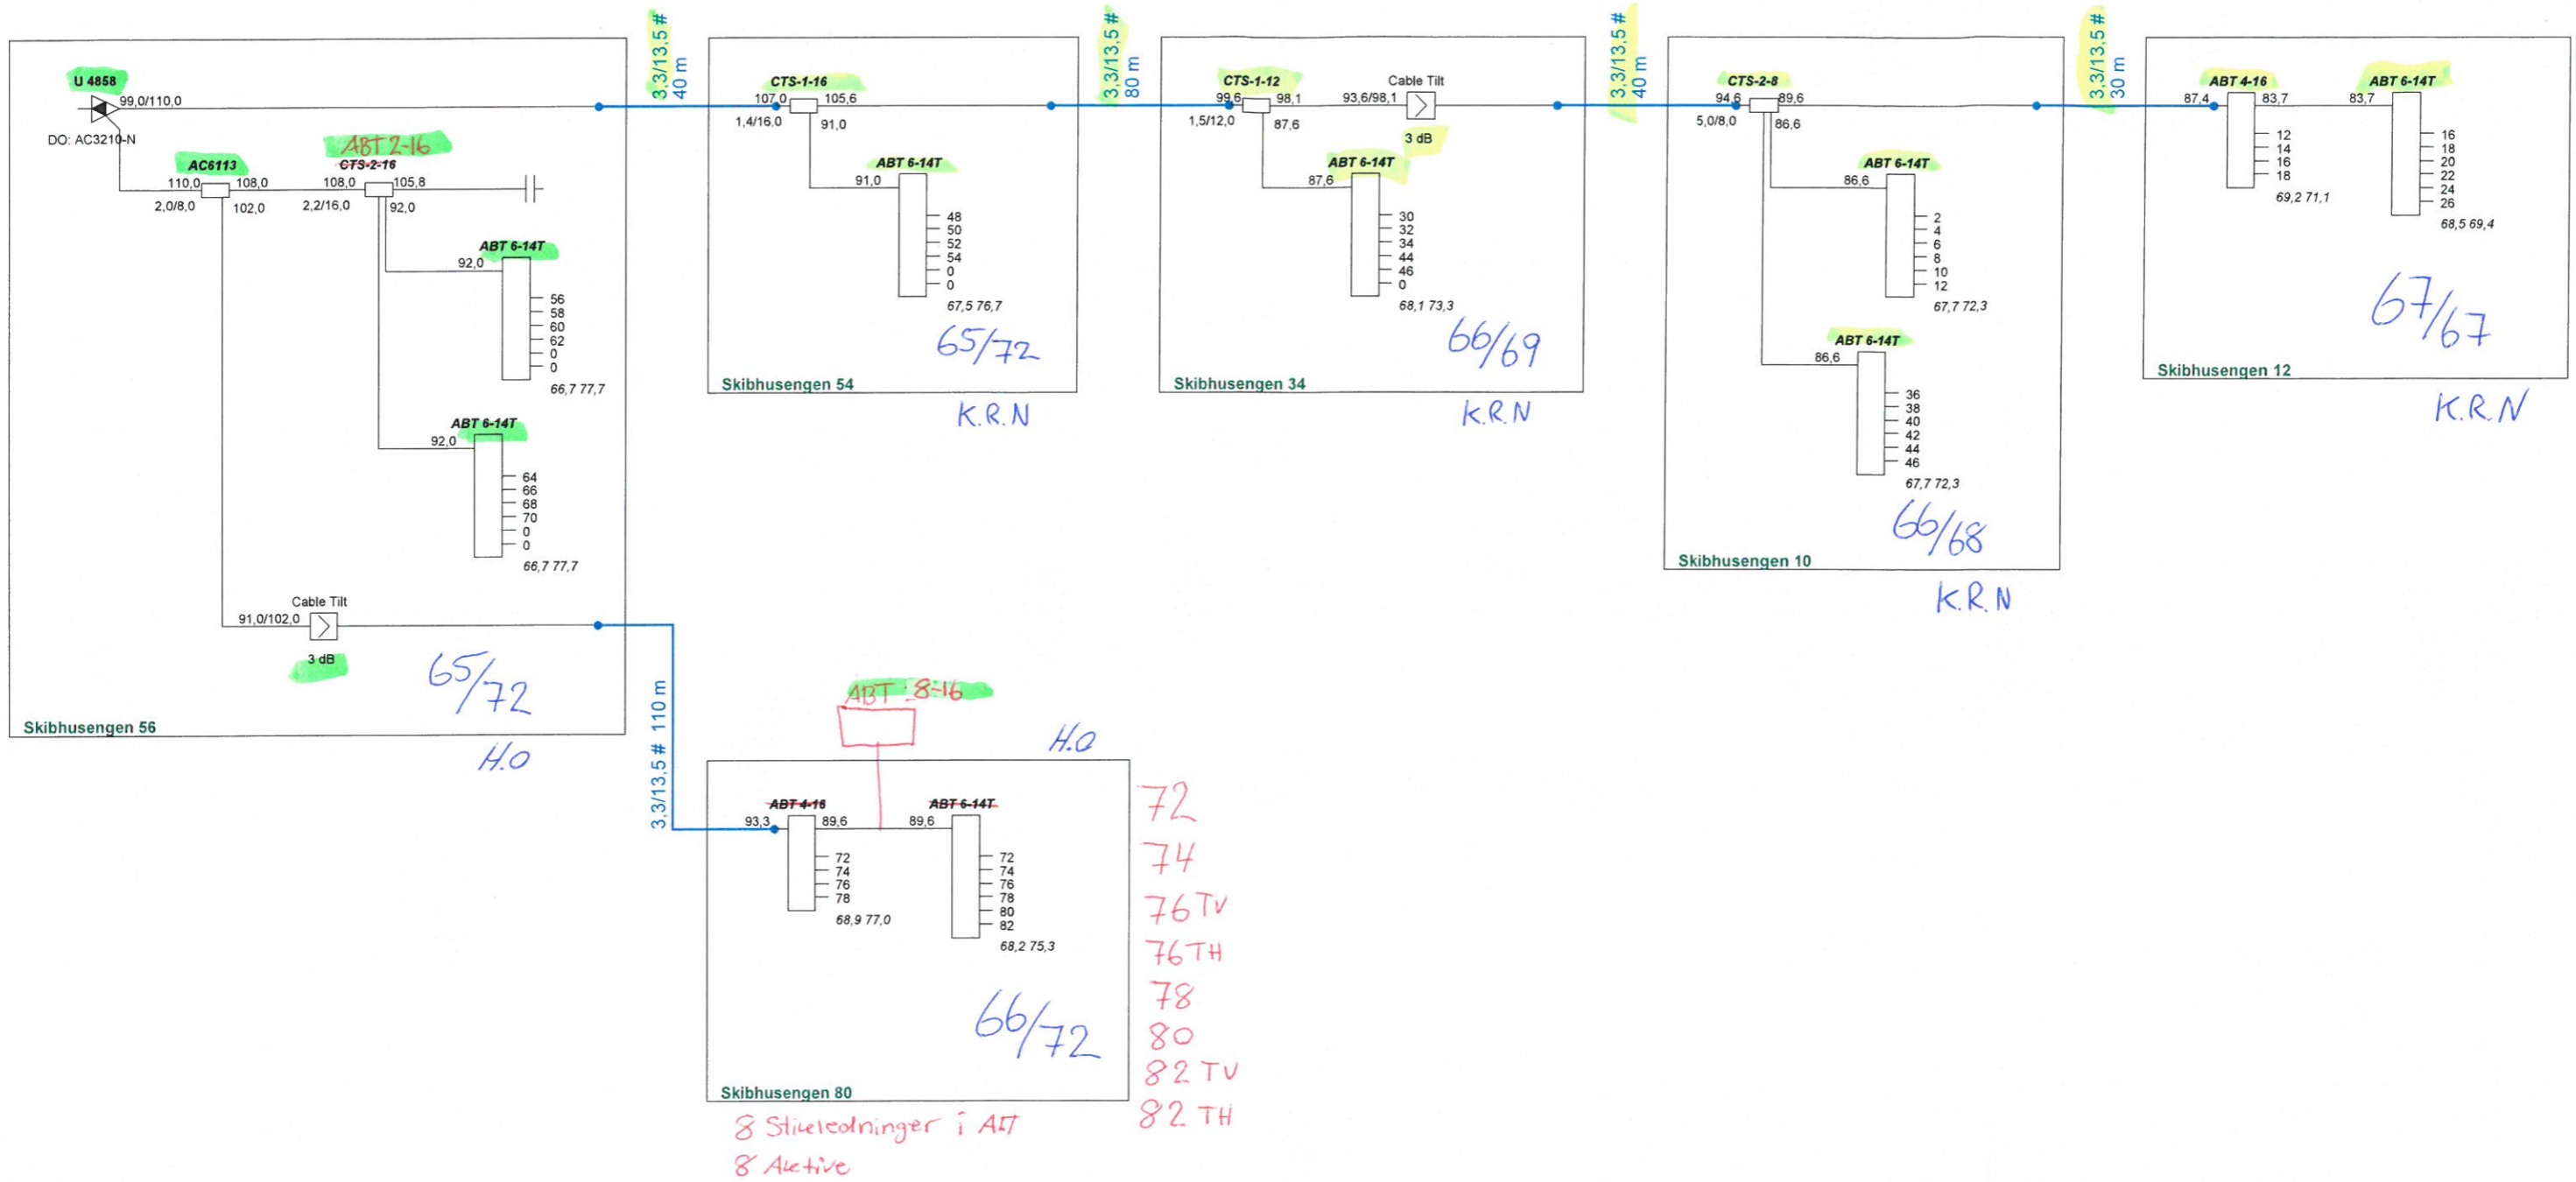 U 4858
99,0/110,0
DO: AC3210-N
AC6113
110,0 108,0
2,0/8,0 102,0
ABT 2-16
CTS-2-16
108,0 105,8
2,2/16,0 92,0
ABT 6-14T
92,0
56
58
60
62
0
0
66,7 77,7
ABT 6-14T
92,0
64
66
68
70
0
0
66,7 77,7
Cable Tilt
91,0/102,0
3 dB
65/72
Skibhusengen 56
H.O
3,3/13,5 #
40 m
CTS-1-16
107,0 105,6
1,4/16,0 91,0
ABT 6-14T
91,0
48
50
52
54
0
0
67,5 76,7
65/72
Skibhusengen 54
K.R.N
3,3/13,5 #
80 m
CTS-1-12
99,6 98,1
1,5/12,0 87,6
Cable Tilt
93,6/98,1
3 dB
ABT 6-14T
87,6
30
32
34
44
46
0
68,1 73,3
66/69
Skibhusengen 34
K.R.N
3,3/13,5 #
40 m
CTS-2-8
94,6 89,6
5,0/8,0 86,6
ABT 6-14T
86,6
2
4
6
8
10
12
67,7 72,3
ABT 6-14T
86,6
36
38
40
42
44
46
67,7 72,3
66/68
Skibhusengen 10
K.R.N
3,3/13,5 #
30 m
ABT 4-16
87,4 83,7
12
14
16
18
69,2 71,1
ABT 6-14T
83,7
16
18
20
22
24
26
68,5 69,4
67/67
Skibhusengen 12
K.R.N
3,3/13,5 # 110 m
ABT 8-16
H.O
ABT 4-16
93,3 89,6
72
74
76
78
68,9 77,0
ABT 6-14T
89,6
72
74
76
78
80
82
68,2 75,3
66/72
Skibhusengen 80
72
74
76 TV
76 TH
78
80
82 TV
82 TH
8 Stikledninger i Alt
8 Aktive